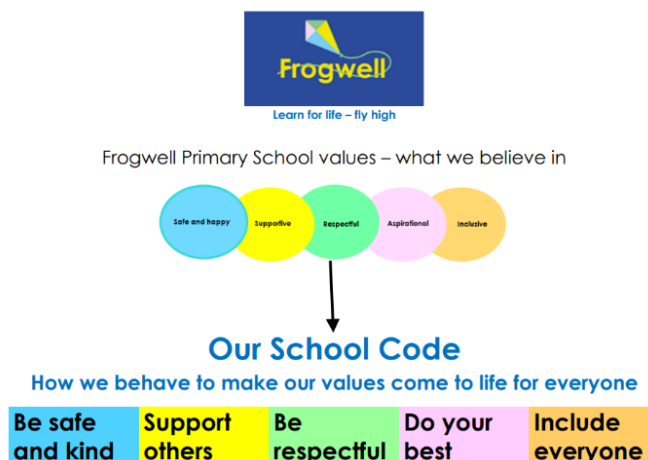 Frogwell
Learn for life – fly high
Frogwell Primary School values – what we believe in
Safe and happy
Supportive
Respectful
Aspirational
Inclusive
Our School Code
How we behave to make our values come to life for everyone
Be safe
and kind
Support
others
Be
respectful
Do your
best
Include
everyone